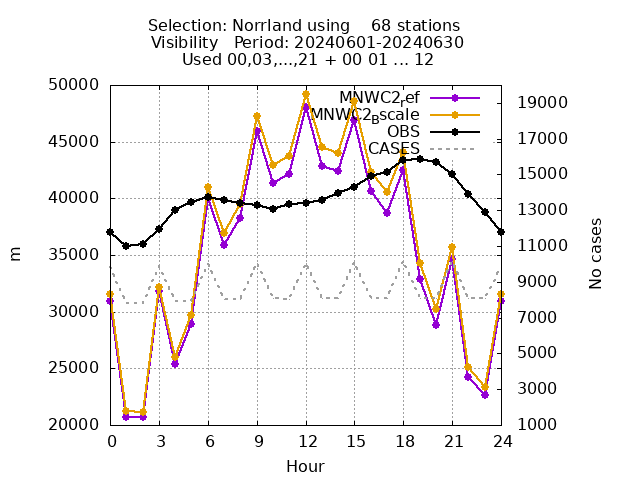 Selection: Norrland using    68 stations
Visibility   Period: 20240601-20240630
Used 00,03,...,21 + 00 01 ... 12
50000
45000
40000
35000
30000
25000
20000
m
MNWC2ref
MNWC2Bscale
OBS
CASES
19000
17000
15000
13000
11000
9000
7000
5000
3000
1000
No cases
0 3 6 9 12 15 18 21 24
Hour